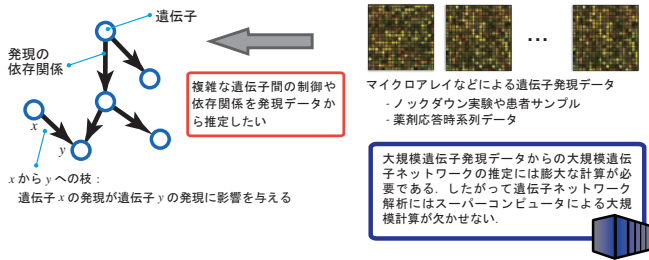 遺伝子
発現の
依存関係
x
y
x から y への枝：
遺伝子 x の発現が遺伝子 y の発現に影響を与える
複雑な遺伝子間の制御や
依存関係を発現データか
ら推定したい
…
マイクロアレイなどによる遺伝子発現データ
- ノックダウン実験や患者サンプル
- 薬剤応答時系列データ
大規模遺伝子発現データからの大規模遺伝
子ネットワークの推定には膨大な計算が必
要である．したがって遺伝子ネットワーク
解析にはスーパーコンピュータによる大規
模計算が欠かせない．